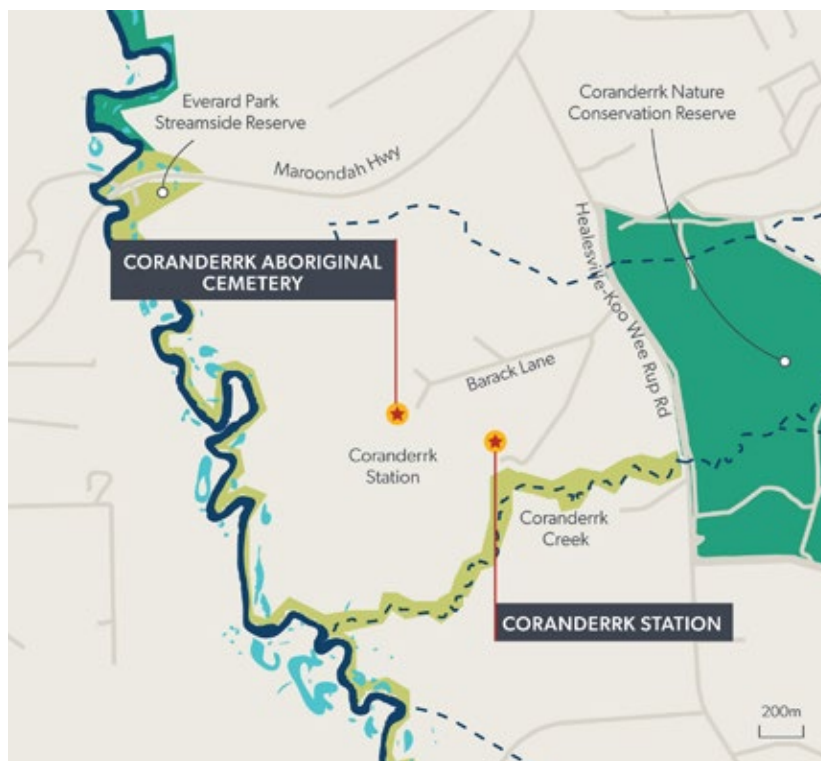 Everard Park
Streamside Reserve
Coranderrk Nature
Conservation Reserve
Maroondah Hwy
Healesville-Koo Wee Rup Rd
CORANDERRK ABORIGINAL
CEMETERY
Barack Lane
Coranderrk
Station
Coranderrk
Creek
CORANDERRK STATION
200m